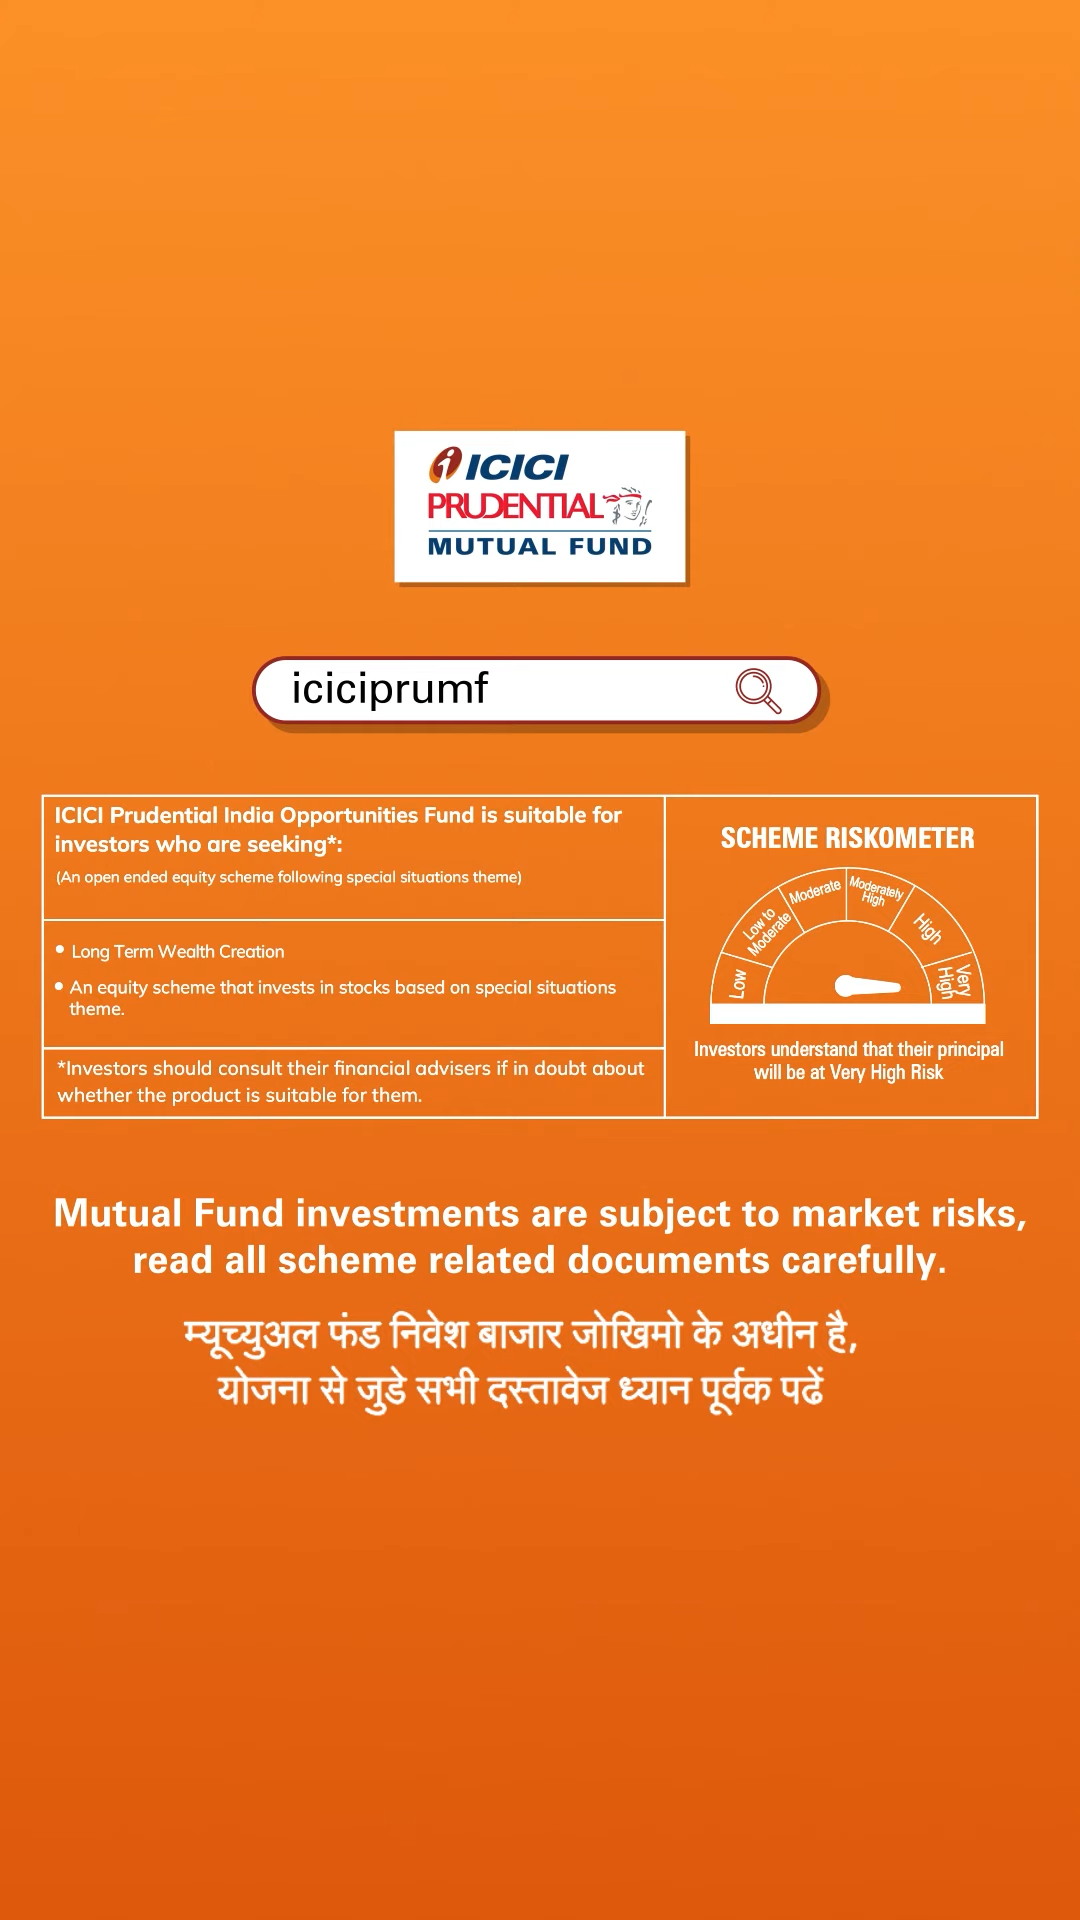 ICICI
PRUDENTIAL
MUTUAL FUND
iciciprumf
ICICI Prudential India Opportunities Fund is suitable for
investors who are seeking*:
(An open ended equity scheme following special situations theme)
• Long Term Wealth Creation
• An equity scheme that invests in stocks based on special situations
theme.
*Investors should consult their financial advisers if in doubt about
whether the product is suitable for them.
SCHEME RISKOMETER
Low
Low to
Moderate
Moderate
Moderately
High
High
Very
High
Investors understand that their principal
will be at Very High Risk
Mutual Fund investments are subject to market risks,
read all scheme related documents carefully.
म्यूच्युअल फंड निवेश बाजार जोखिमो के अधीन है,
योजना से जुडे सभी दस्तावेज ध्यान पूर्वक पढें